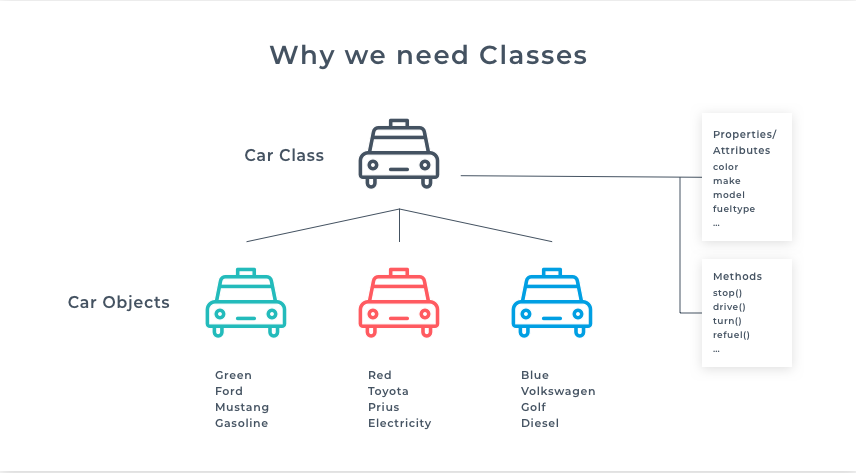 Why we need Classes
Car Class
Properties/
Attributes
color
make
model
fueltype
...
Methods
stop()
drive()
turn()
refuel()
...
Car Objects
Green
Ford
Mustang
Gasoline
Red
Toyota
Prius
Electricity
Blue
Volkswagen
Golf
Diesel